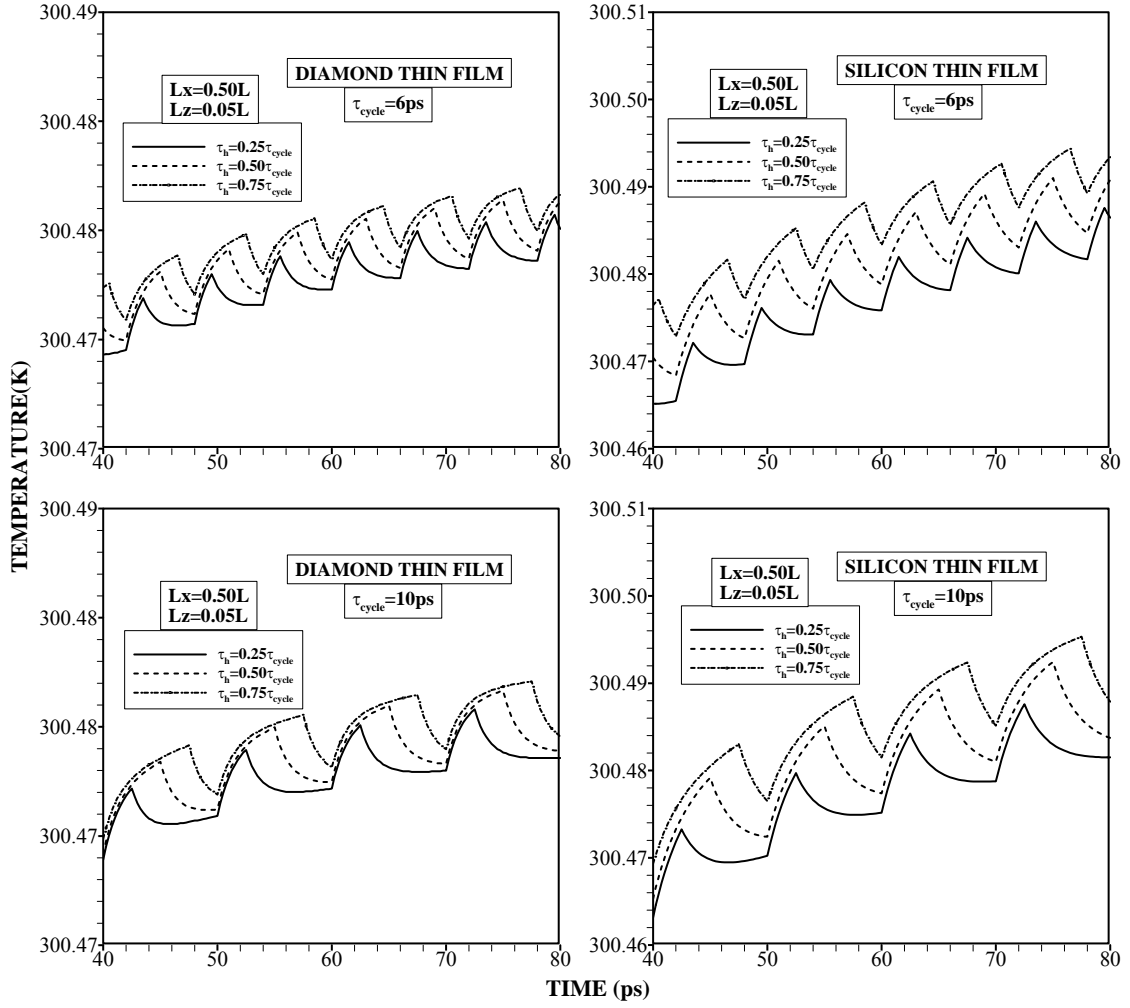 300.49
300.48
300.48
300.47
300.47
40
50
60
70
80
DIAMOND THIN FILM
τcycle=6ps
Lx=0.50L
Lz=0.05L
τh=0.25τcycle
τh=0.50τcycle
τh=0.75τcycle
300.51
300.50
300.49
300.48
300.47
300.46
40
50
60
70
80
SILICON THIN FILM
τcycle=6ps
Lx=0.50L
Lz=0.05L
τh=0.25τcycle
τh=0.50τcycle
τh=0.75τcycle
TEMPERATURE(K)
300.49
300.48
300.48
300.47
300.47
40
50
60
70
80
DIAMOND THIN FILM
τcycle=10ps
Lx=0.50L
Lz=0.05L
τh=0.25τcycle
τh=0.50τcycle
τh=0.75τcycle
300.51
300.50
300.49
300.48
300.47
300.46
40
50
60
70
80
SILICON THIN FILM
τcycle=10ps
Lx=0.50L
Lz=0.05L
τh=0.25τcycle
τh=0.50τcycle
τh=0.75τcycle
TIME (ps)